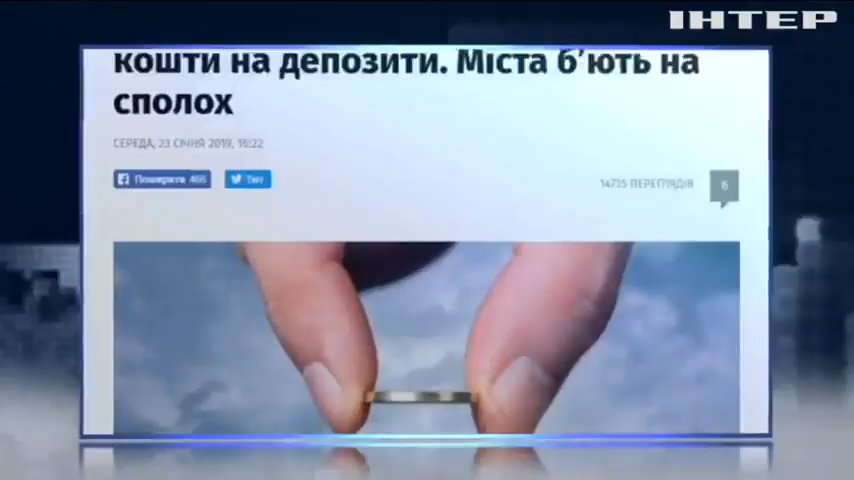 ІНТЕР
кошти на депозити. Міста б’ють на
сполох
СЕРЕДА, 23 СІЧНЯ 2019, 16:22
Поширити 466
Твіт
14735 ПЕРЕГЛЯДІВ
6